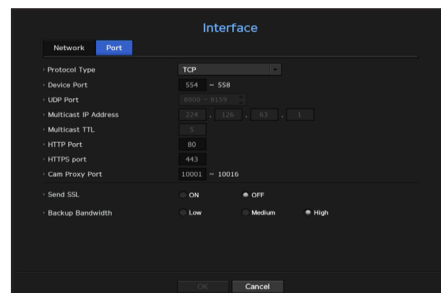 Interface
Network Port
Protocol Type TCP
Device Port 554 ~ 558
UDP Port 8000 ~ 8159
Multicast IP Address 224 . 126 . 63 . 1
Multicast TTL 5
HTTP Port 80
HTTPS port 443
Cam Proxy Port 10001 ~ 10016
Send SSL ON OFF
Backup Bandwidth Low Medium High
OK Cancel